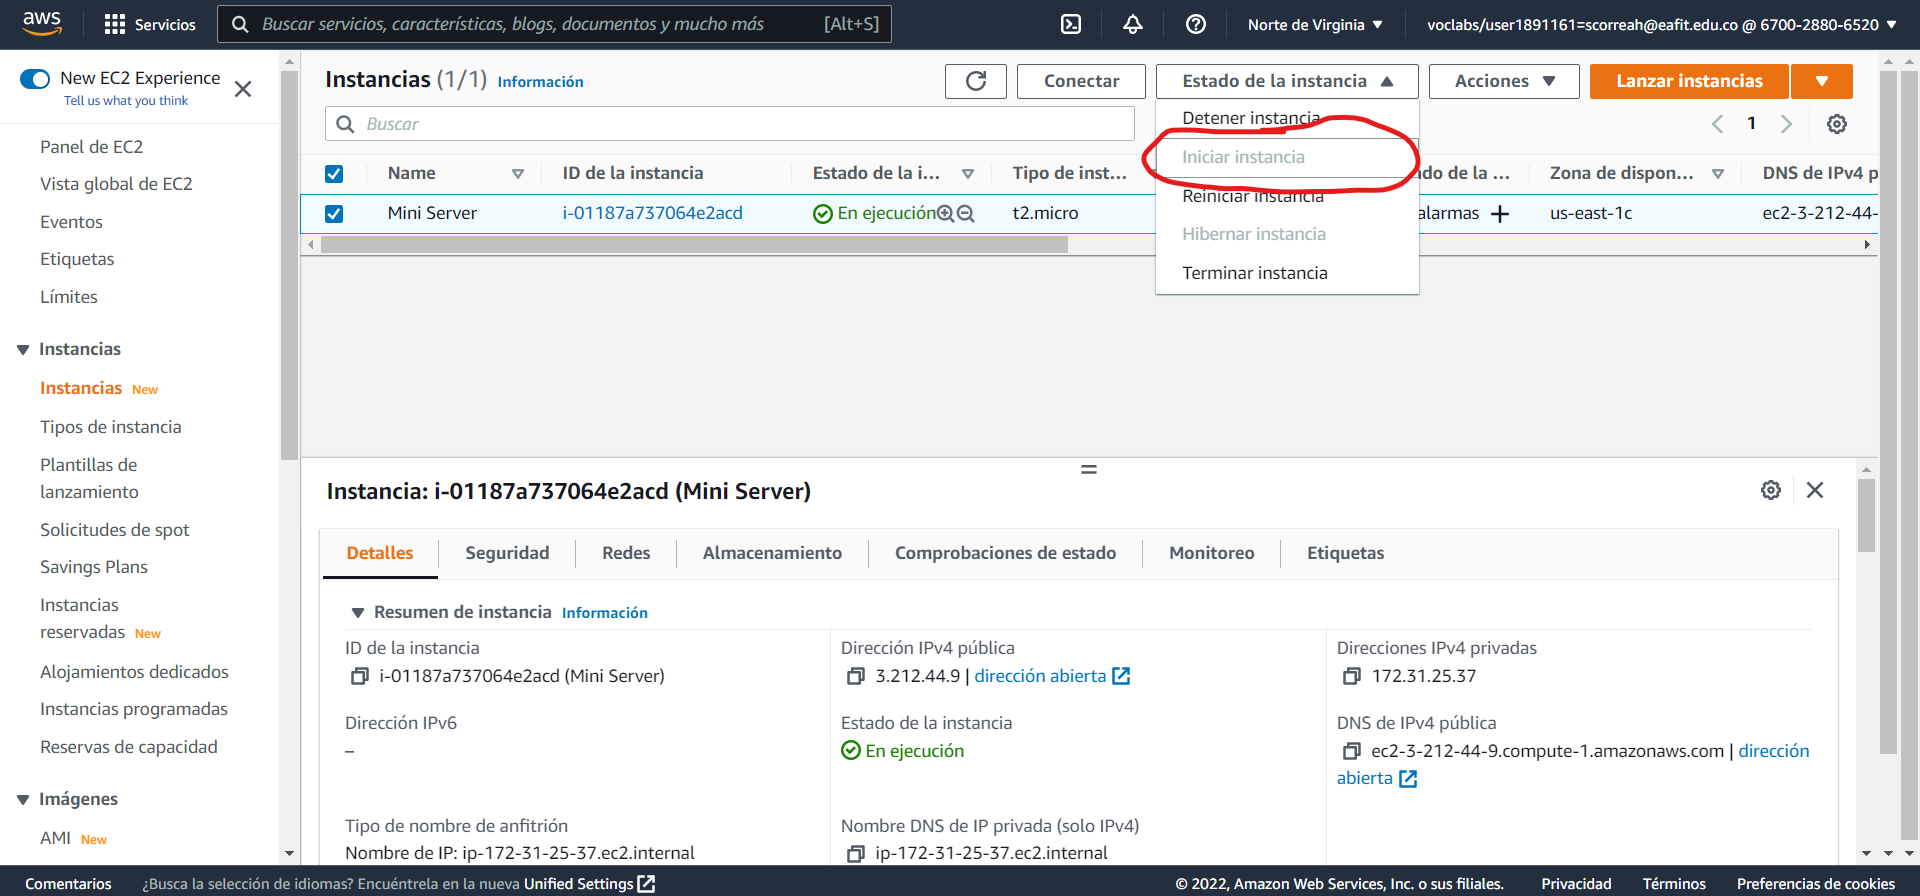 aws
Servicios
Buscar servicios, características, blogs, documentos y mucho más [Alt+S]
Norte de Virginia
voclabs/user1891161=scorreah@eafit.edu.co @ 6700-2880-6520
New EC2 Experience
Tell us what you think
Panel de EC2
Vista global de EC2
Eventos
Etiquetas
Límites
Instancias
Instancias New
Tipos de instancia
Plantillas de
lanzamiento
Solicitudes de spot
Savings Plans
Instancias
reservadas New
Alojamientos dedicados
Instancias programadas
Reservas de capacidad
Imágenes
AMI New
Instancias (1/1) Información
Conectar
Estado de la instancia
Acciones
Lanzar instancias
Buscar
1
Detener instancia
Iniciar instancia
Reiniciar instancia
Hibernar instancia
Terminar instancia
Name ID de la instancia Estado de la i... Tipo de inst... do de la ... Zona de dispon... DNS de IPv4 p
Mini Server i-01187a737064e2acd En ejecución t2.micro alarmas us-east-1c ec2-3-212-44-
Instancia: i-01187a737064e2acd (Mini Server)
Detalles Seguridad Redes Almacenamiento Comprobaciones de estado Monitoreo Etiquetas
Resumen de instancia Información
ID de la instancia
i-01187a737064e2acd (Mini Server)
Dirección IPv4 pública
3.212.44.9 | dirección abierta
Direcciones IPv4 privadas
172.31.25.37
Dirección IPv6
–
Estado de la instancia
En ejecución
DNS de IPv4 pública
ec2-3-212-44-9.compute-1.amazonaws.com | dirección
abierta
Tipo de nombre de anfitrión
Nombre de IP: ip-172-31-25-37.ec2.internal
Nombre DNS de IP privada (solo IPv4)
ip-172-31-25-37.ec2.internal
Comentarios
¿Busca la selección de idiomas? Encuéntrela en la nueva Unified Settings
© 2022, Amazon Web Services, Inc. o sus filiales.
Privacidad
Términos
Preferencias de cookies